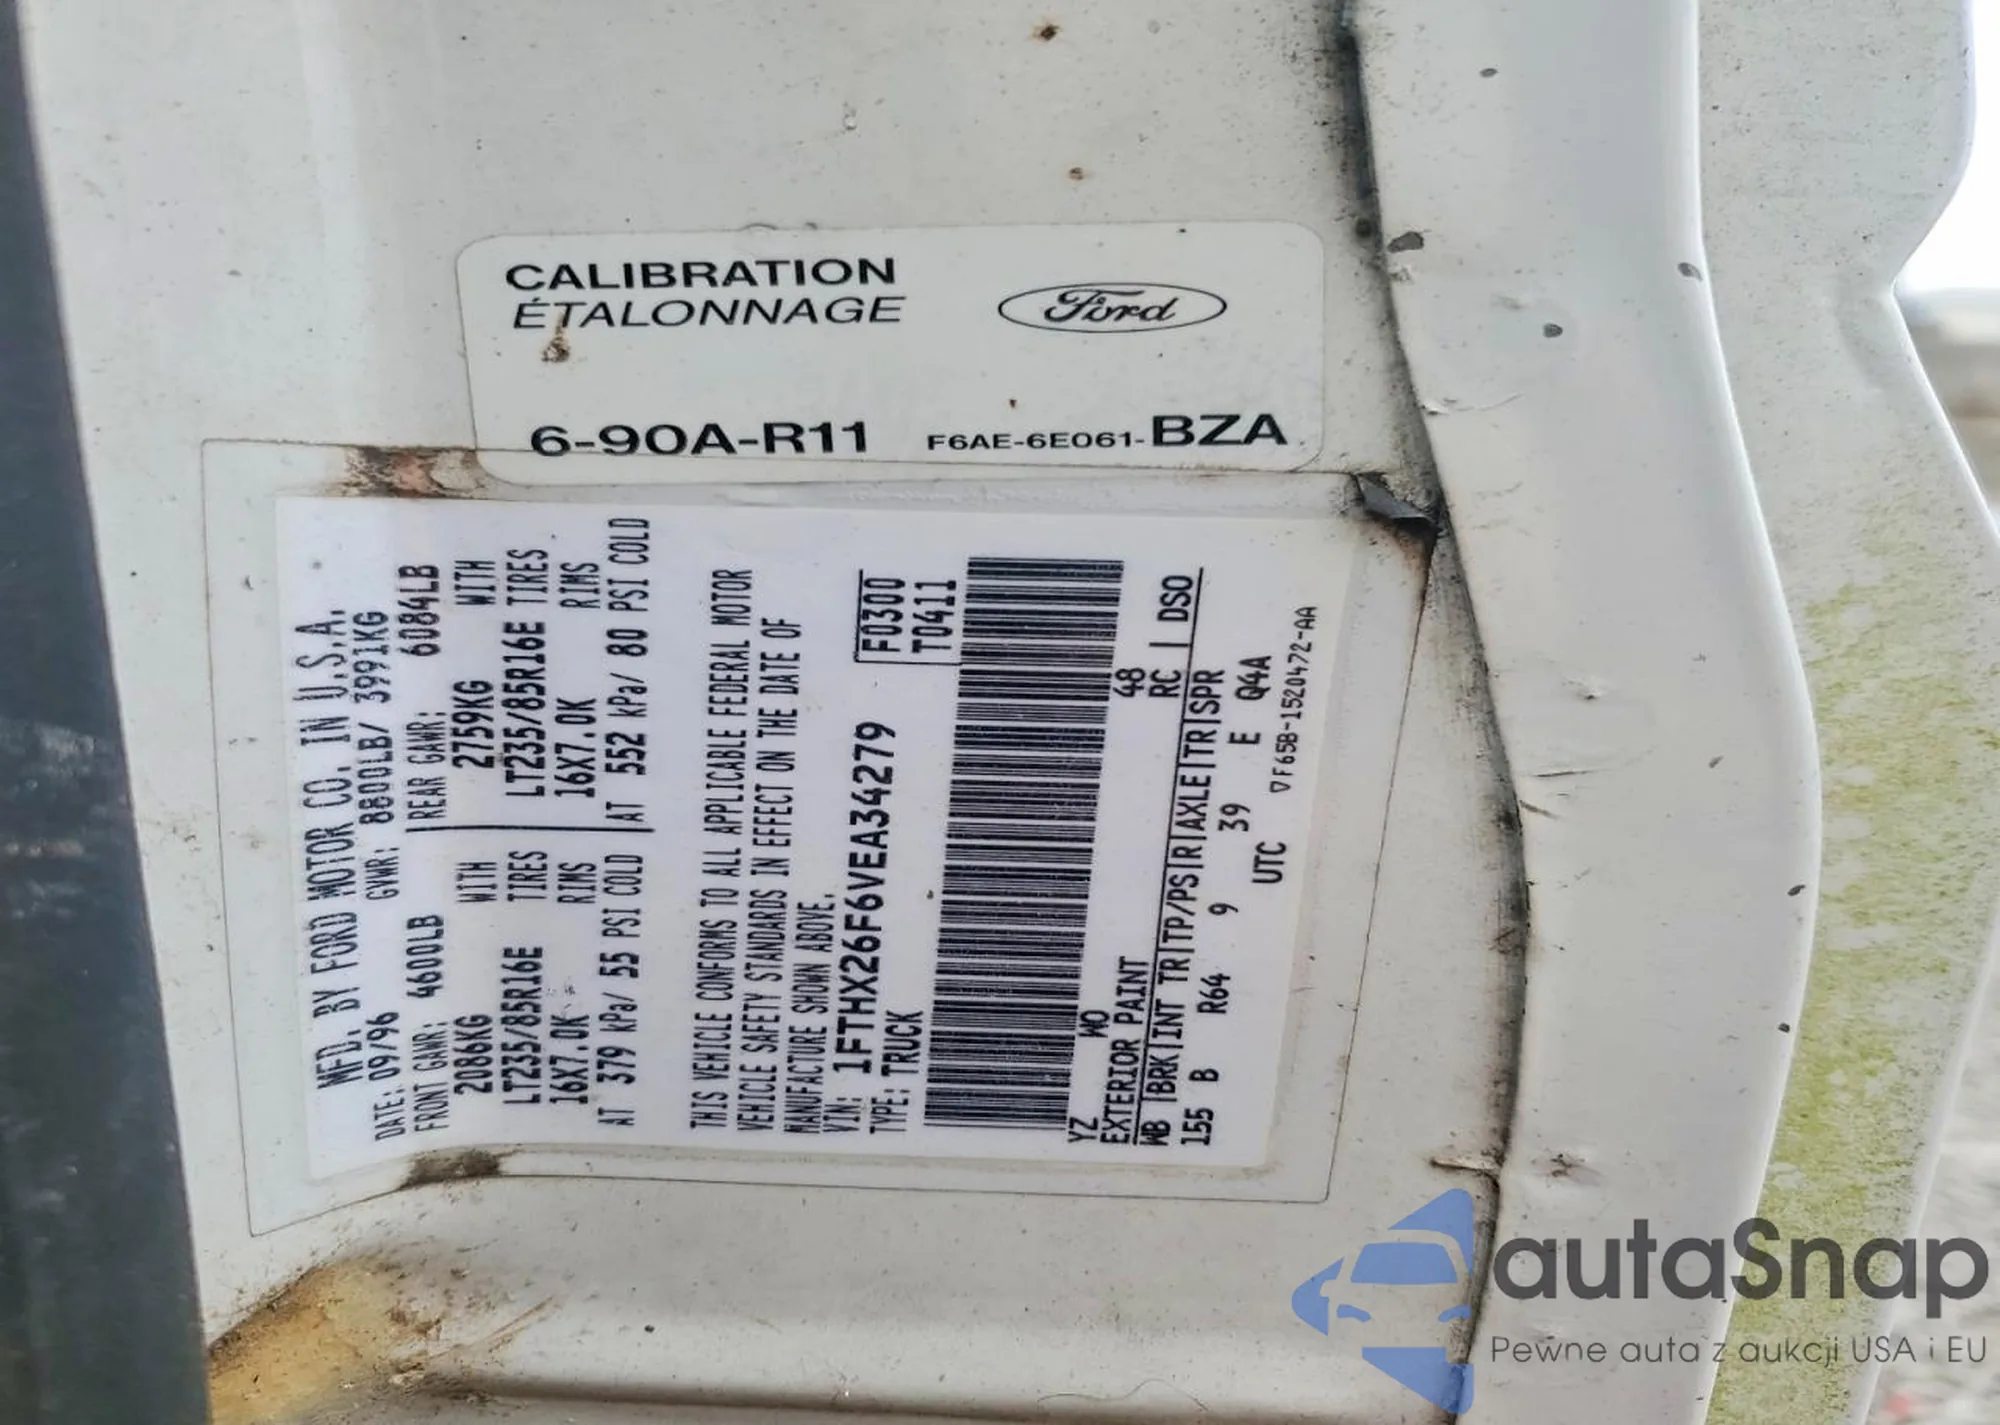 CALIBRATION
ÉTALONNAGE
Ford
6-90A-R11 F6AE-6E061-BZA
MFD. BY FORD MOTOR CO. IN U.S.A.
DATE: 09/96 GVWR: 8800LB/ 3991KG
FRONT GAWR: 4600LB REAR GAWR: 6084LB
2086KG WITH 2759KG WITH
LT235/85R16E TIRES LT235/85R16E TIRES
16X7.0K RIMS 16X7.0K RIMS
AT 379 kPa/ 55 PSI COLD AT 552 kPa/ 80 PSI COLD
THIS VEHICLE CONFORMS TO ALL APPLICABLE FEDERAL MOTOR
VEHICLE SAFETY STANDARDS IN EFFECT ON THE DATE OF
MANUFACTURE SHOWN ABOVE.
VIN: 1FTHX26F6VEA34279 F0300
TYPE: TRUCK T0411
YZ WO 48
EXTERIOR PAINT RC DSO
WB BRK INT TR TP/PS R AXLE TR SPR
155 B R64 9 39 E Q4A
UTC ▽F65B-1520472-AA
autaSnap
Pewne auta z aukcji USA i EU